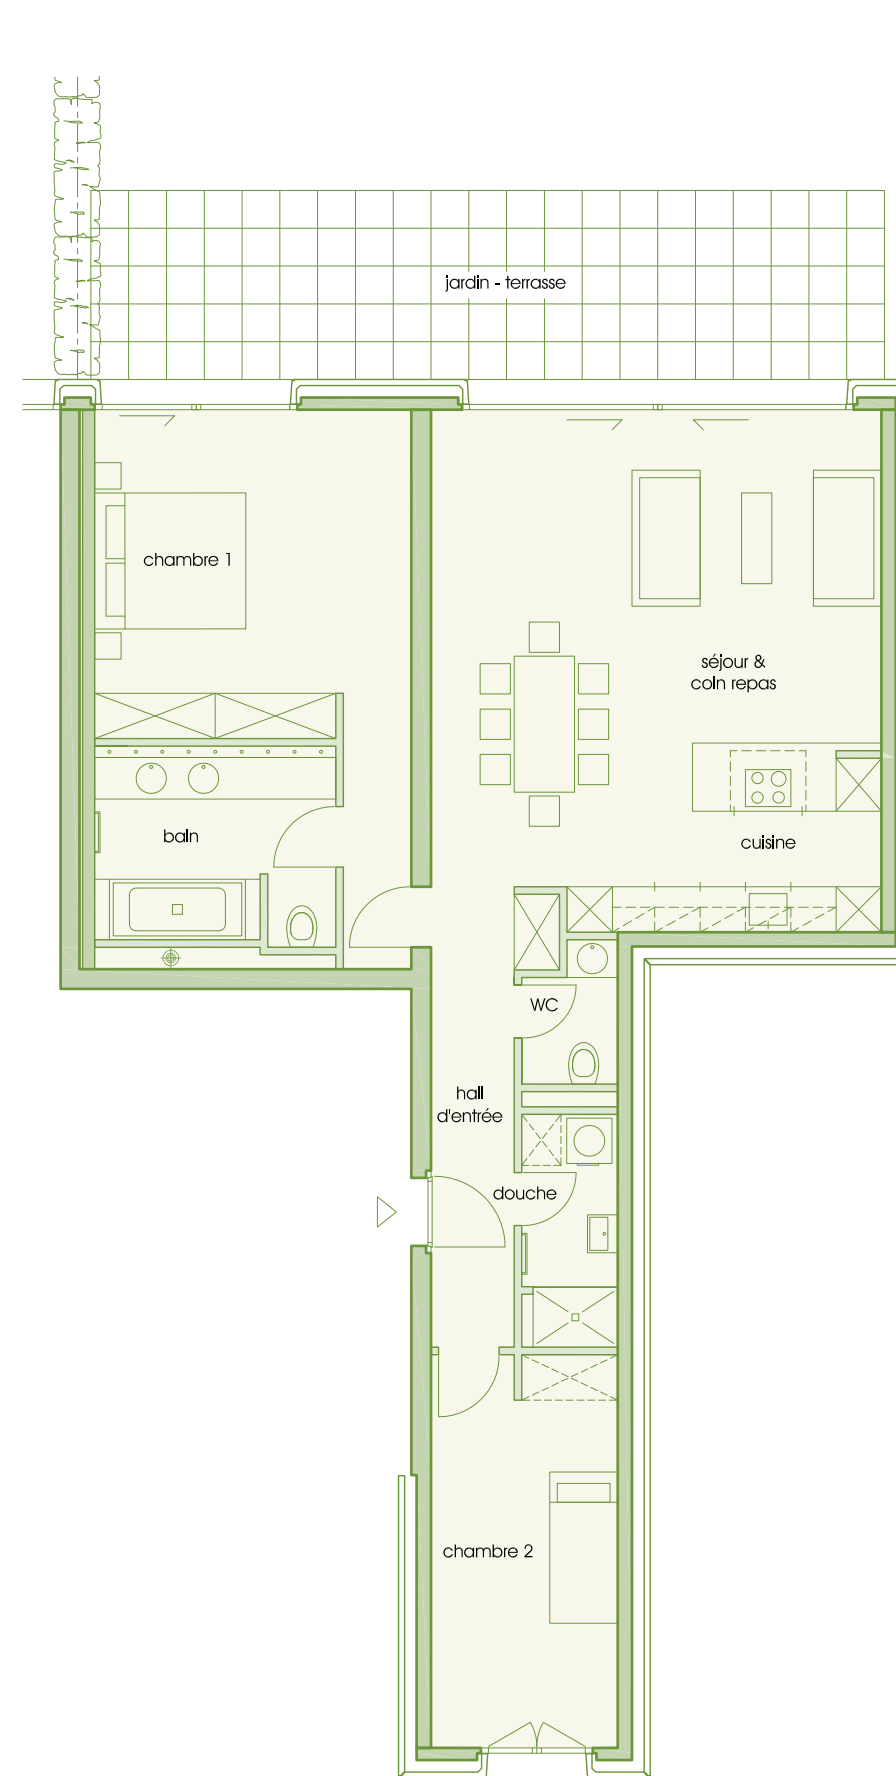 jardin - terrasse
chambre 1
séjour &
coin repas
bain
cuisine
WC
hall
d'entrée
douche
chambre 2